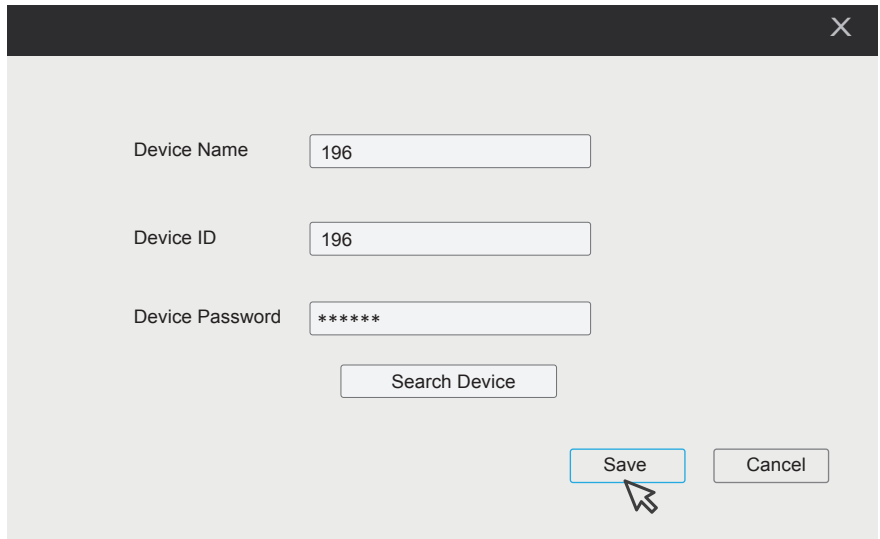 X
Device Name 196
Device ID 196
Device Password ******
Search Device
Save Cancel